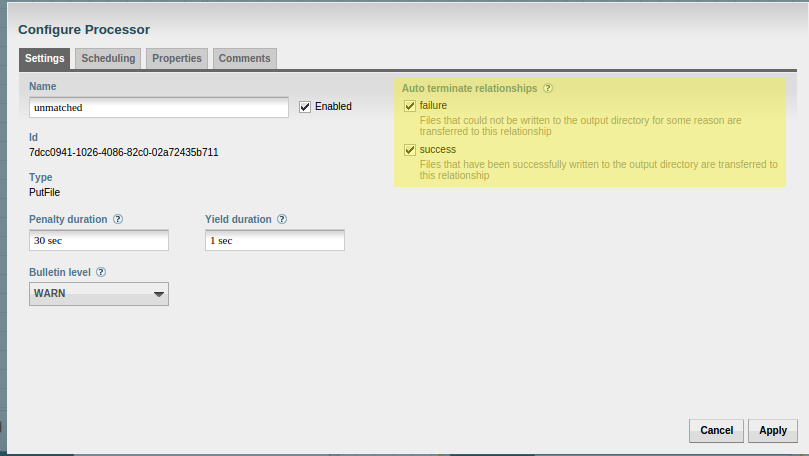 Configure Processor
Settings
Scheduling
Properties
Comments
Name
unmatched
Enabled
Id
7dcc0941-1026-4086-82c0-02a72435b711
Type
PutFile
Penalty duration ?
Yield duration ?
30 sec
1 sec
Bulletin level ?
WARN
Auto terminate relationships ?
failure
Files that could not be written to the output directory for some reason are
transferred to this relationship
success
Files that have been successfully written to the output directory are transferred to
this relationship
Cancel
Apply